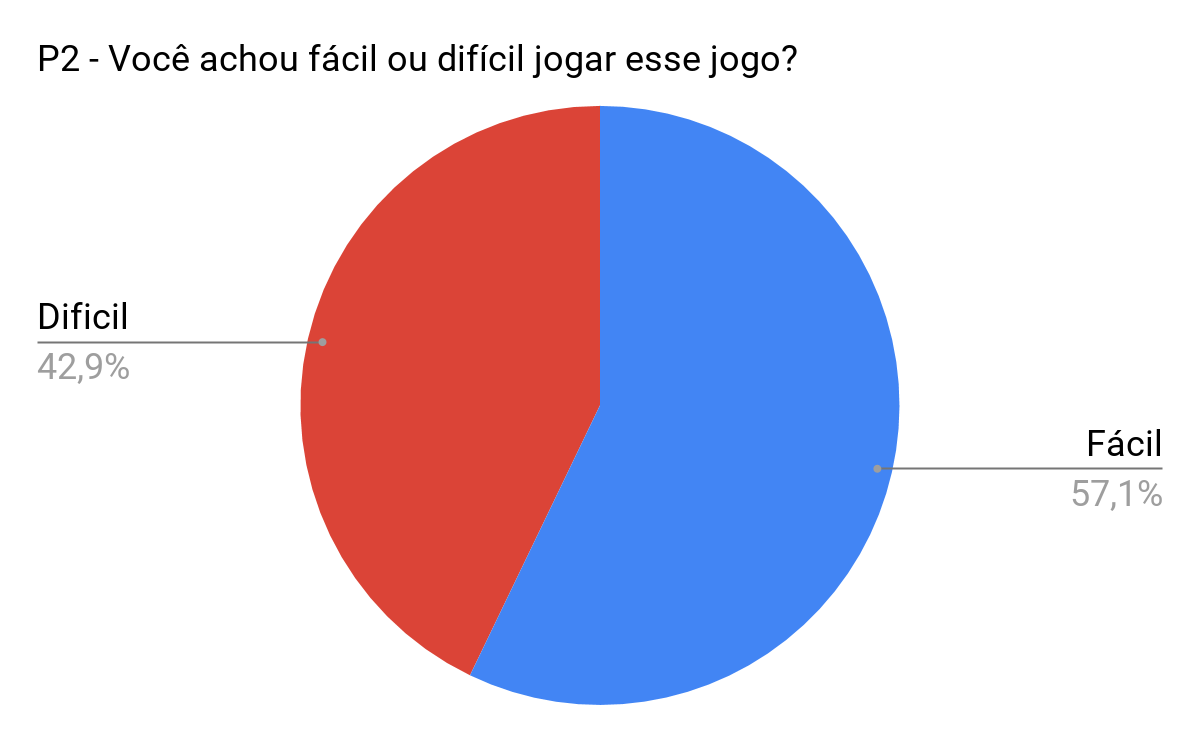 P2 - Você achou fácil ou difícil jogar esse jogo?
Dificil
42,9%
Fácil
57,1%